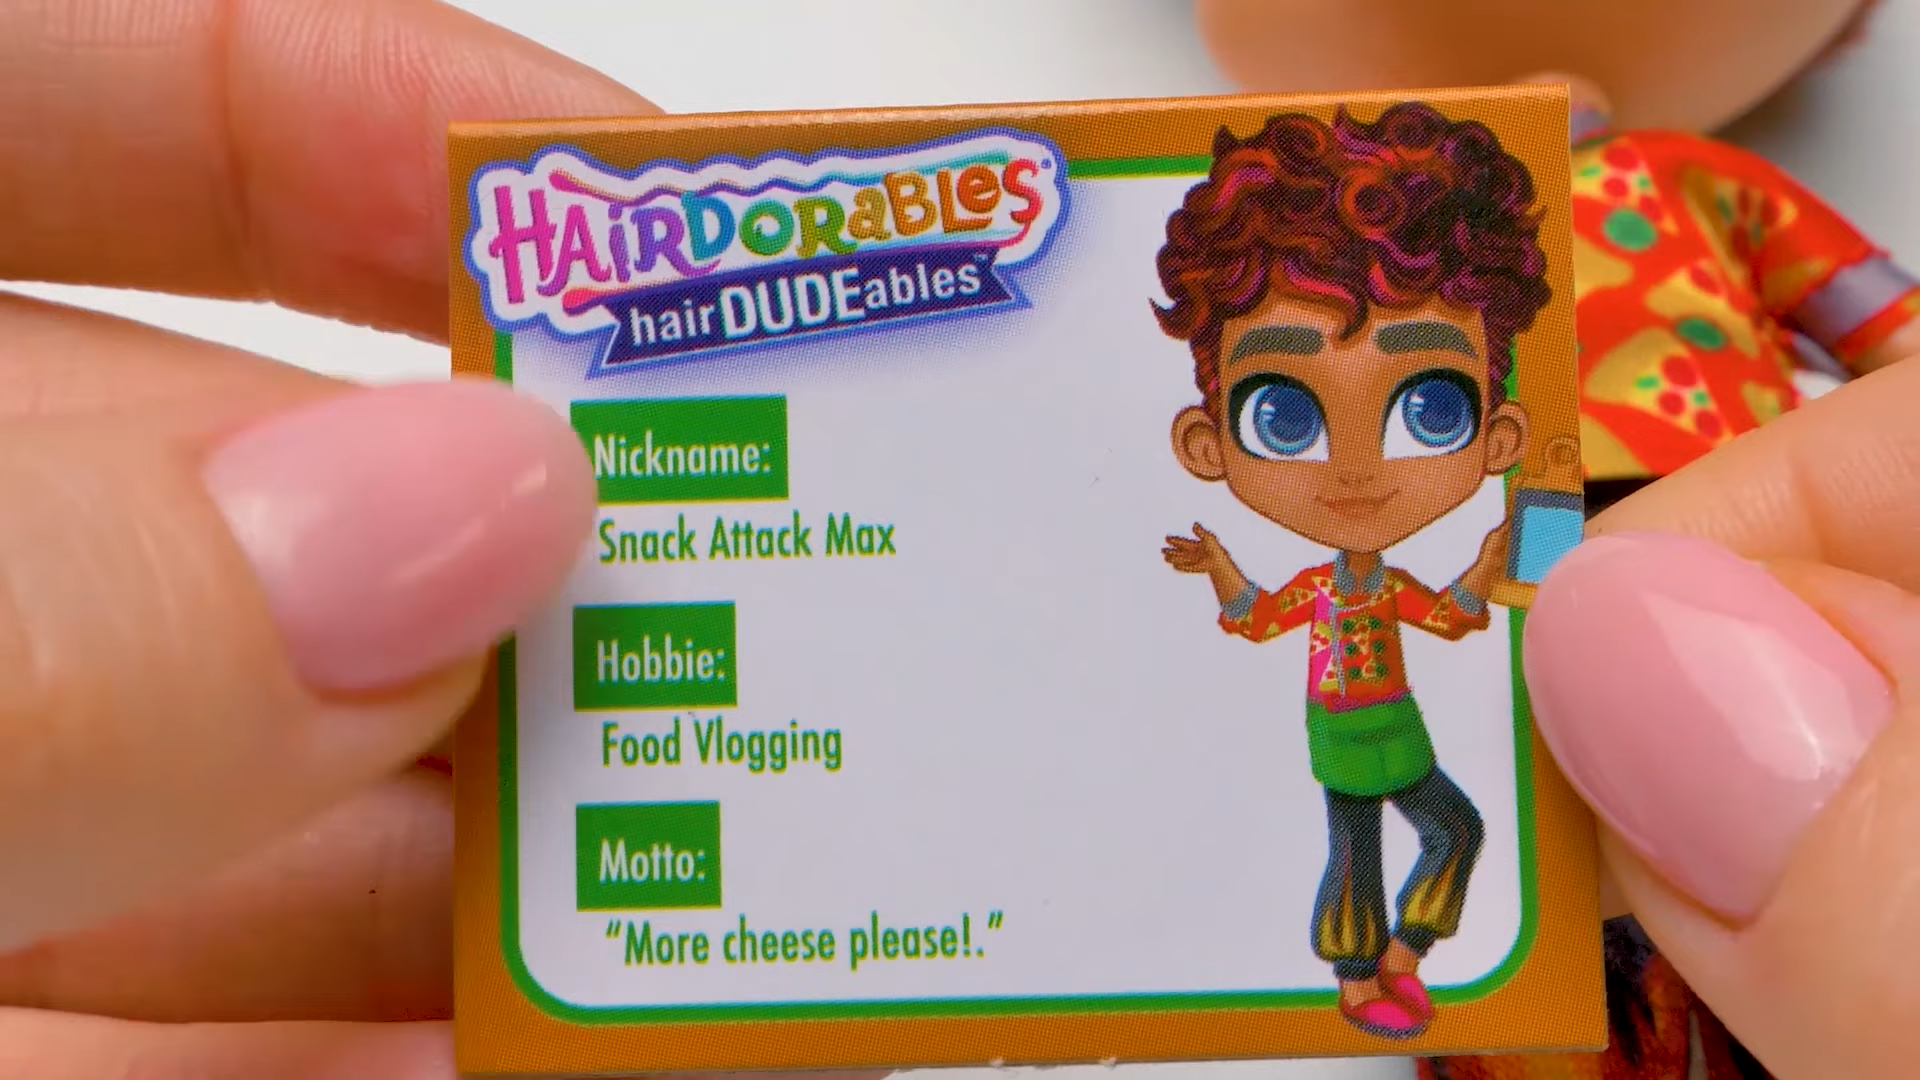 HAiRDORABLes®
hairDUDEables™
Nickname:
Snack Attack Max
Hobbie:
Food Vlogging
Motto:
“More cheese please!.”